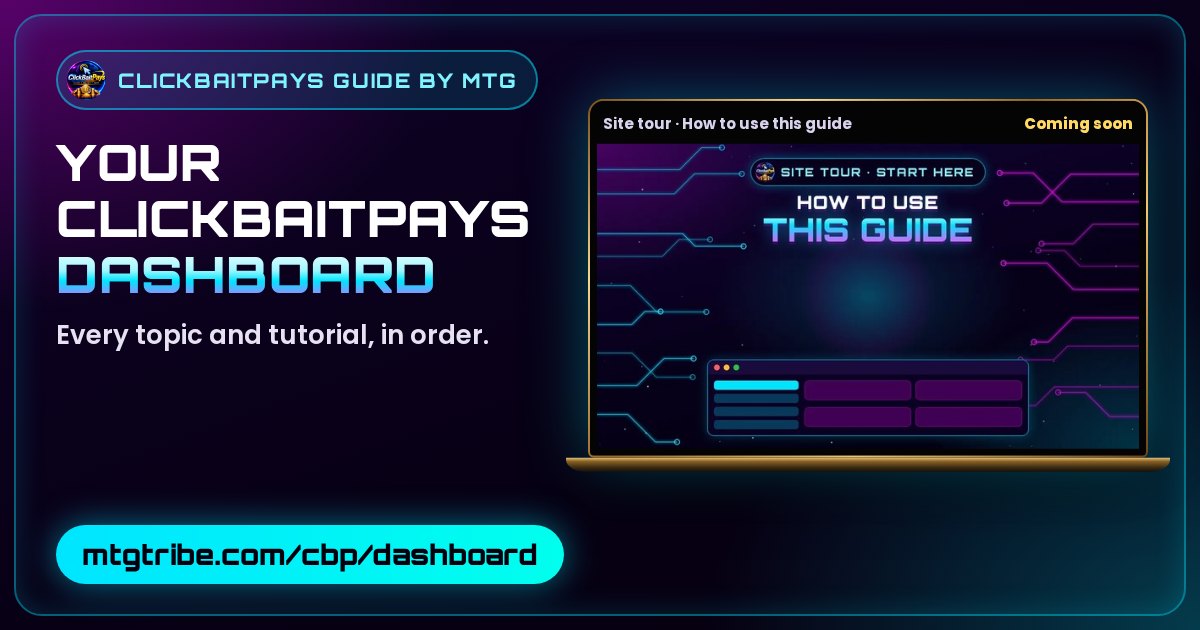 ClickBaitPays
CLICKBAITPAYS GUIDE BY MTG
YOUR
CLICKBAITPAYS
DASHBOARD
Every topic and tutorial, in order.
mtgtribe.com/cbp/dashboard
Site tour · How to use this guide
Coming soon
SITE TOUR · START HERE
HOW TO USE
THIS GUIDE